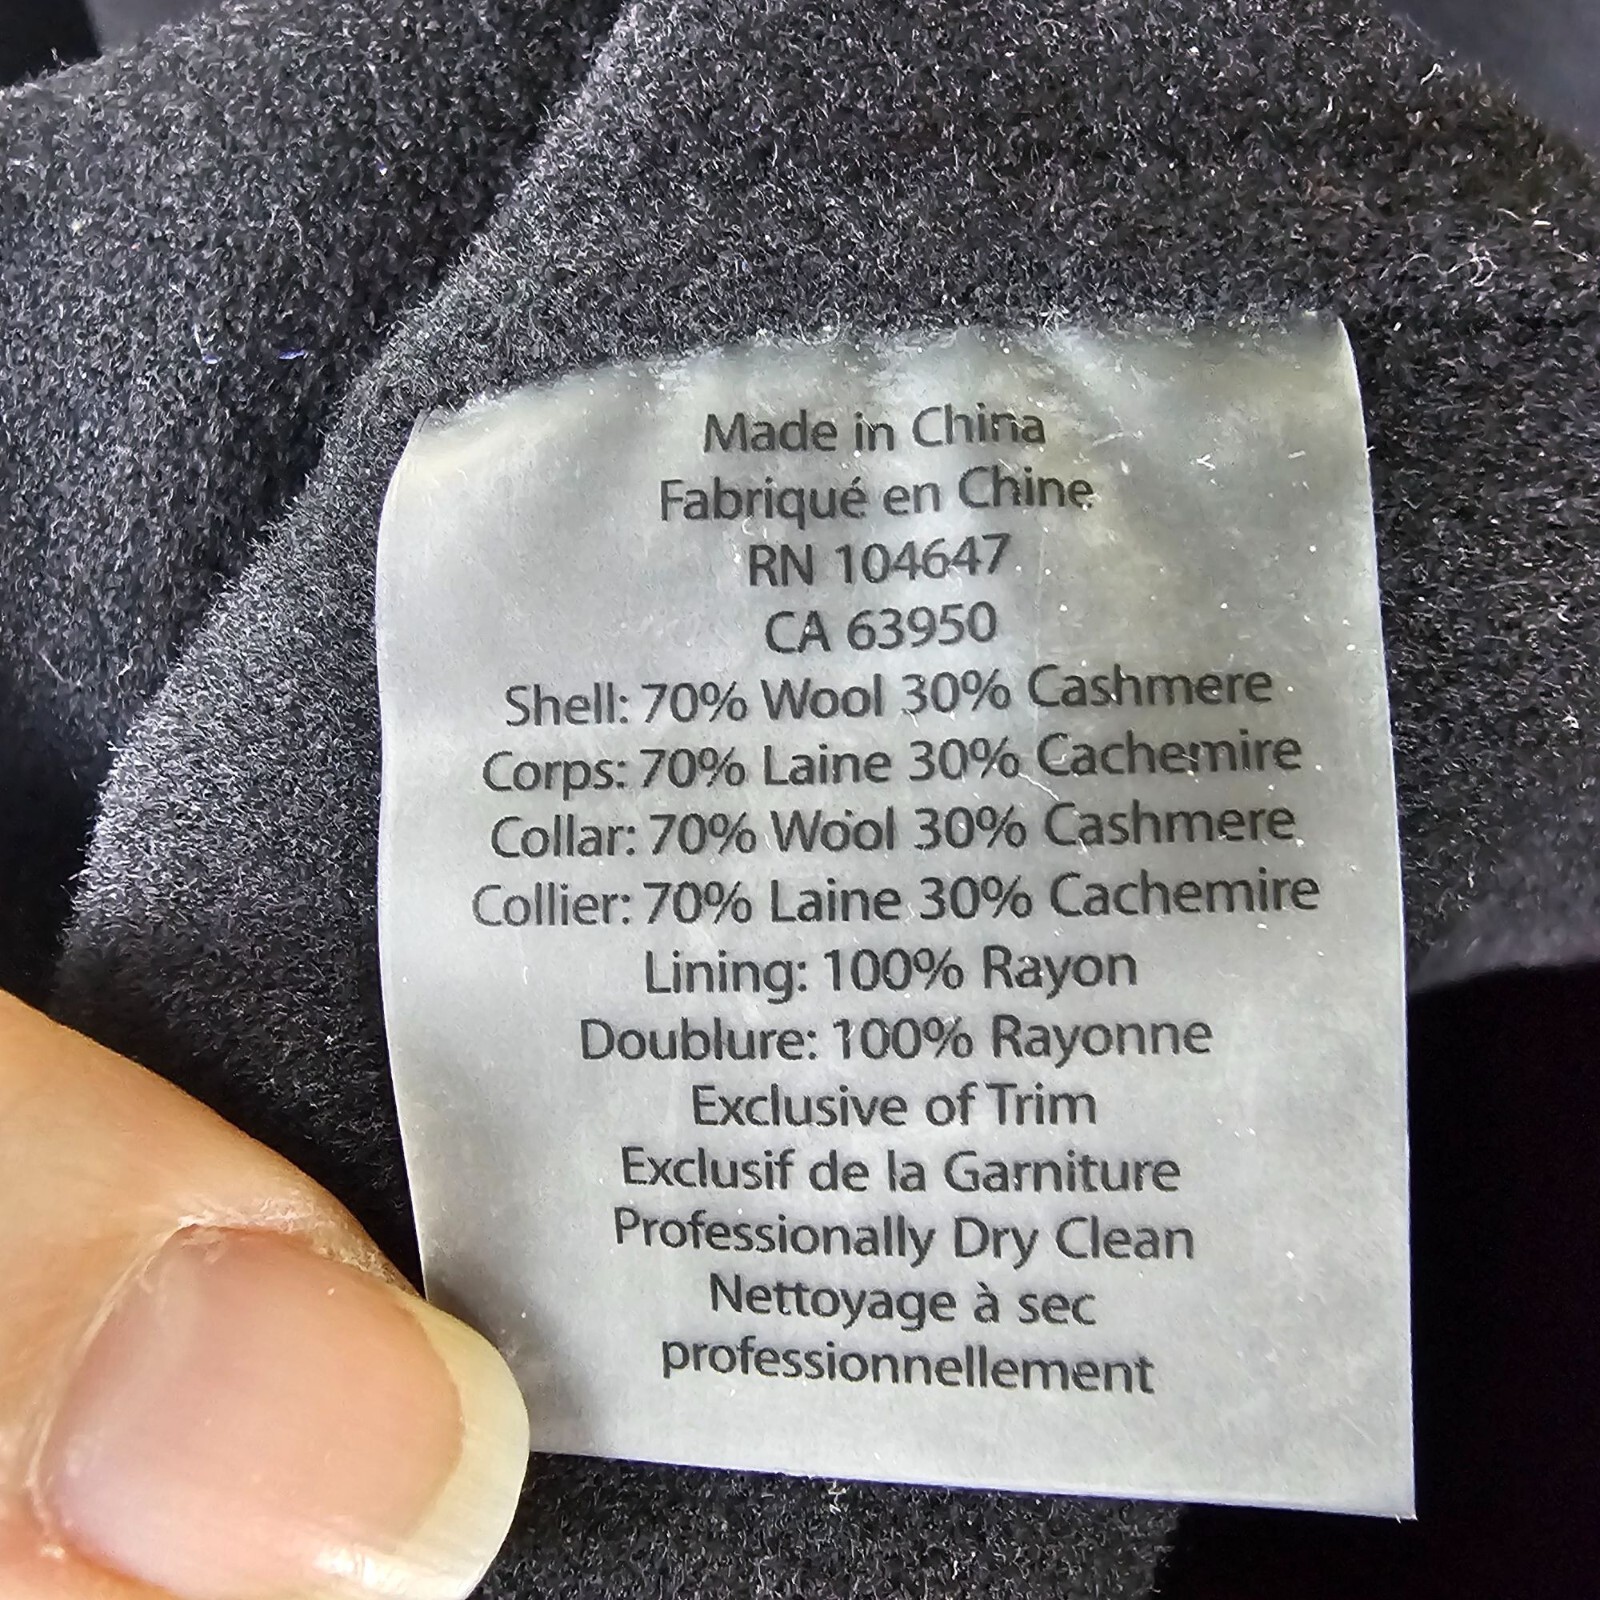 Made in China
Fabriqué en Chine
RN 104647
CA 63950
Shell: 70% Wool 30% Cashmere
Corps: 70% Laine 30% Cachemire
Collar: 70% Wool 30% Cashmere
Collier: 70% Laine 30% Cachemire
Lining: 100% Rayon
Doublure: 100% Rayonne
Exclusive of Trim
Exclusif de la Garniture
Professionally Dry Clean
Nettoyage à sec
professionnellement